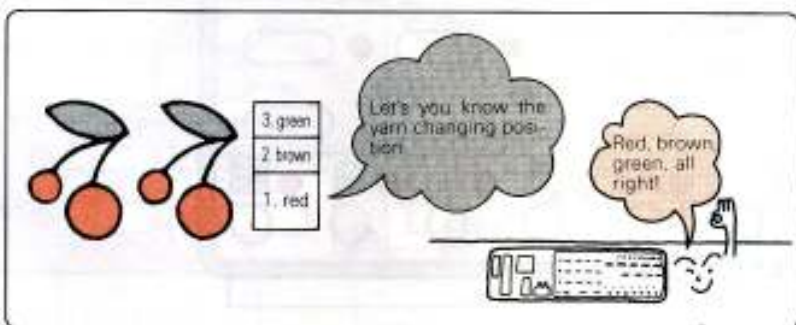 3. green
2 brown
1. red
Let's you know the
yarn changing posi-
tion.
Red, brown,
green, all
right!